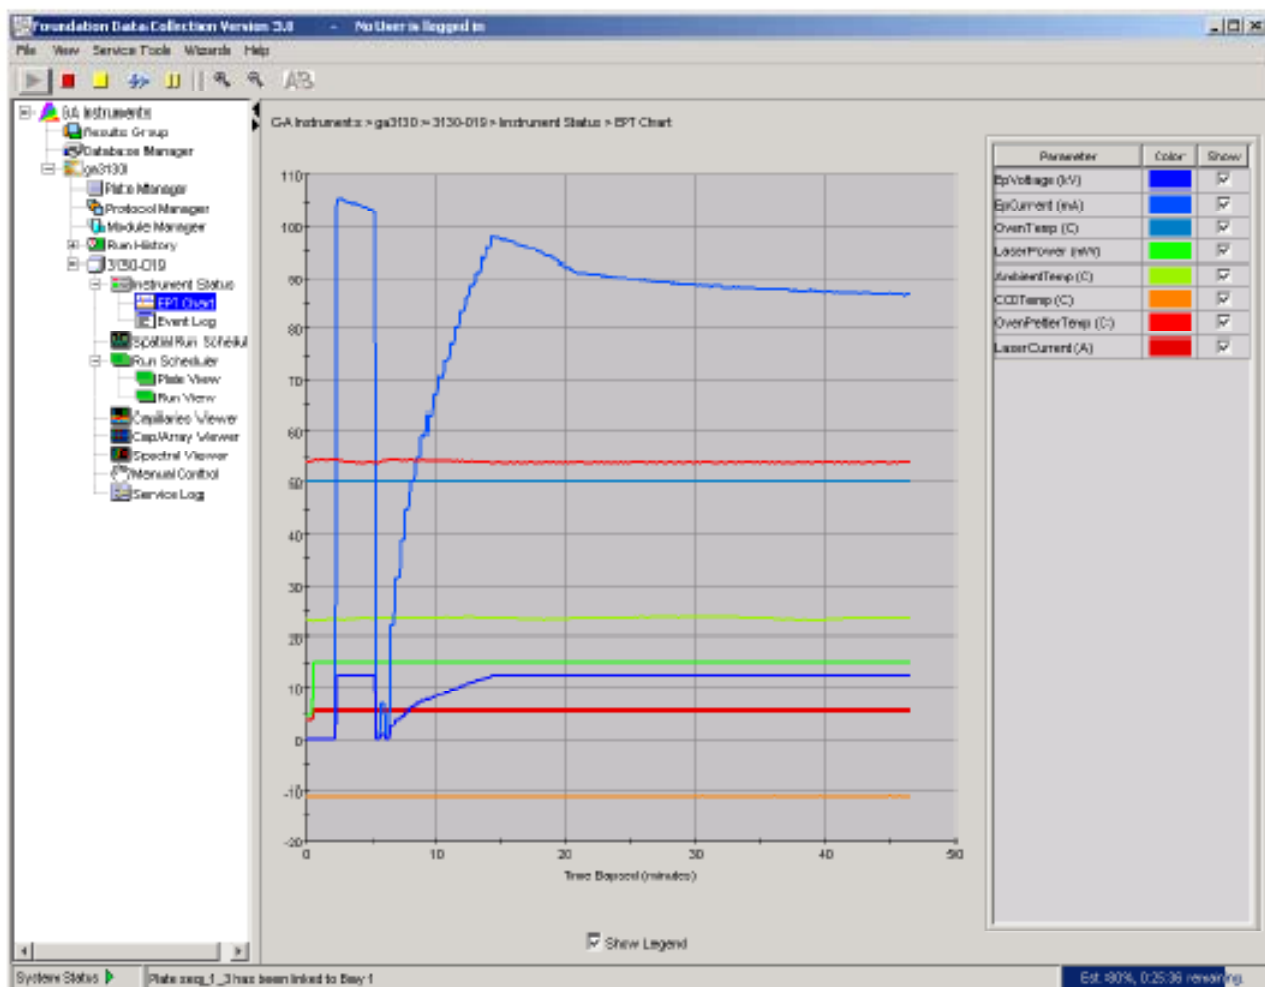 Foundation Data Collection Version 3.0 - No User is logged in
File View Service Tools Wizards Help
GA Instruments > ga3130 > 3130-019 > Instrument Status > EPT Chart
GA Instruments
Results Group
Database Manager
ga3130
Plate Manager
Protocol Manager
Module Manager
Run History
3130-019
Instrument Status
EPT Chart
Event Log
Spatial Run Schedul
Run Scheduler
Plate View
Run View
Capillaries Viewer
Cap/Array Viewer
Spectral Viewer
Manual Control
Service Log
110
100
90
80
70
60
50
40
30
20
10
0
-10
-20
0 10 20 30 40 50
Time Elapsed (minutes)
Show Legend
Parameter Color Show
EpVoltage (kV)
EpCurrent (mA)
OvenTemp (C)
LaserPower (mW)
AmbientTemp (C)
CCDTemp (C)
OvenPeltierTemp (C)
LaserCurrent (A)
System Status
Plate seq_1_3 has been linked to Bay 1
Est. 80%, 0:25:36 remaining